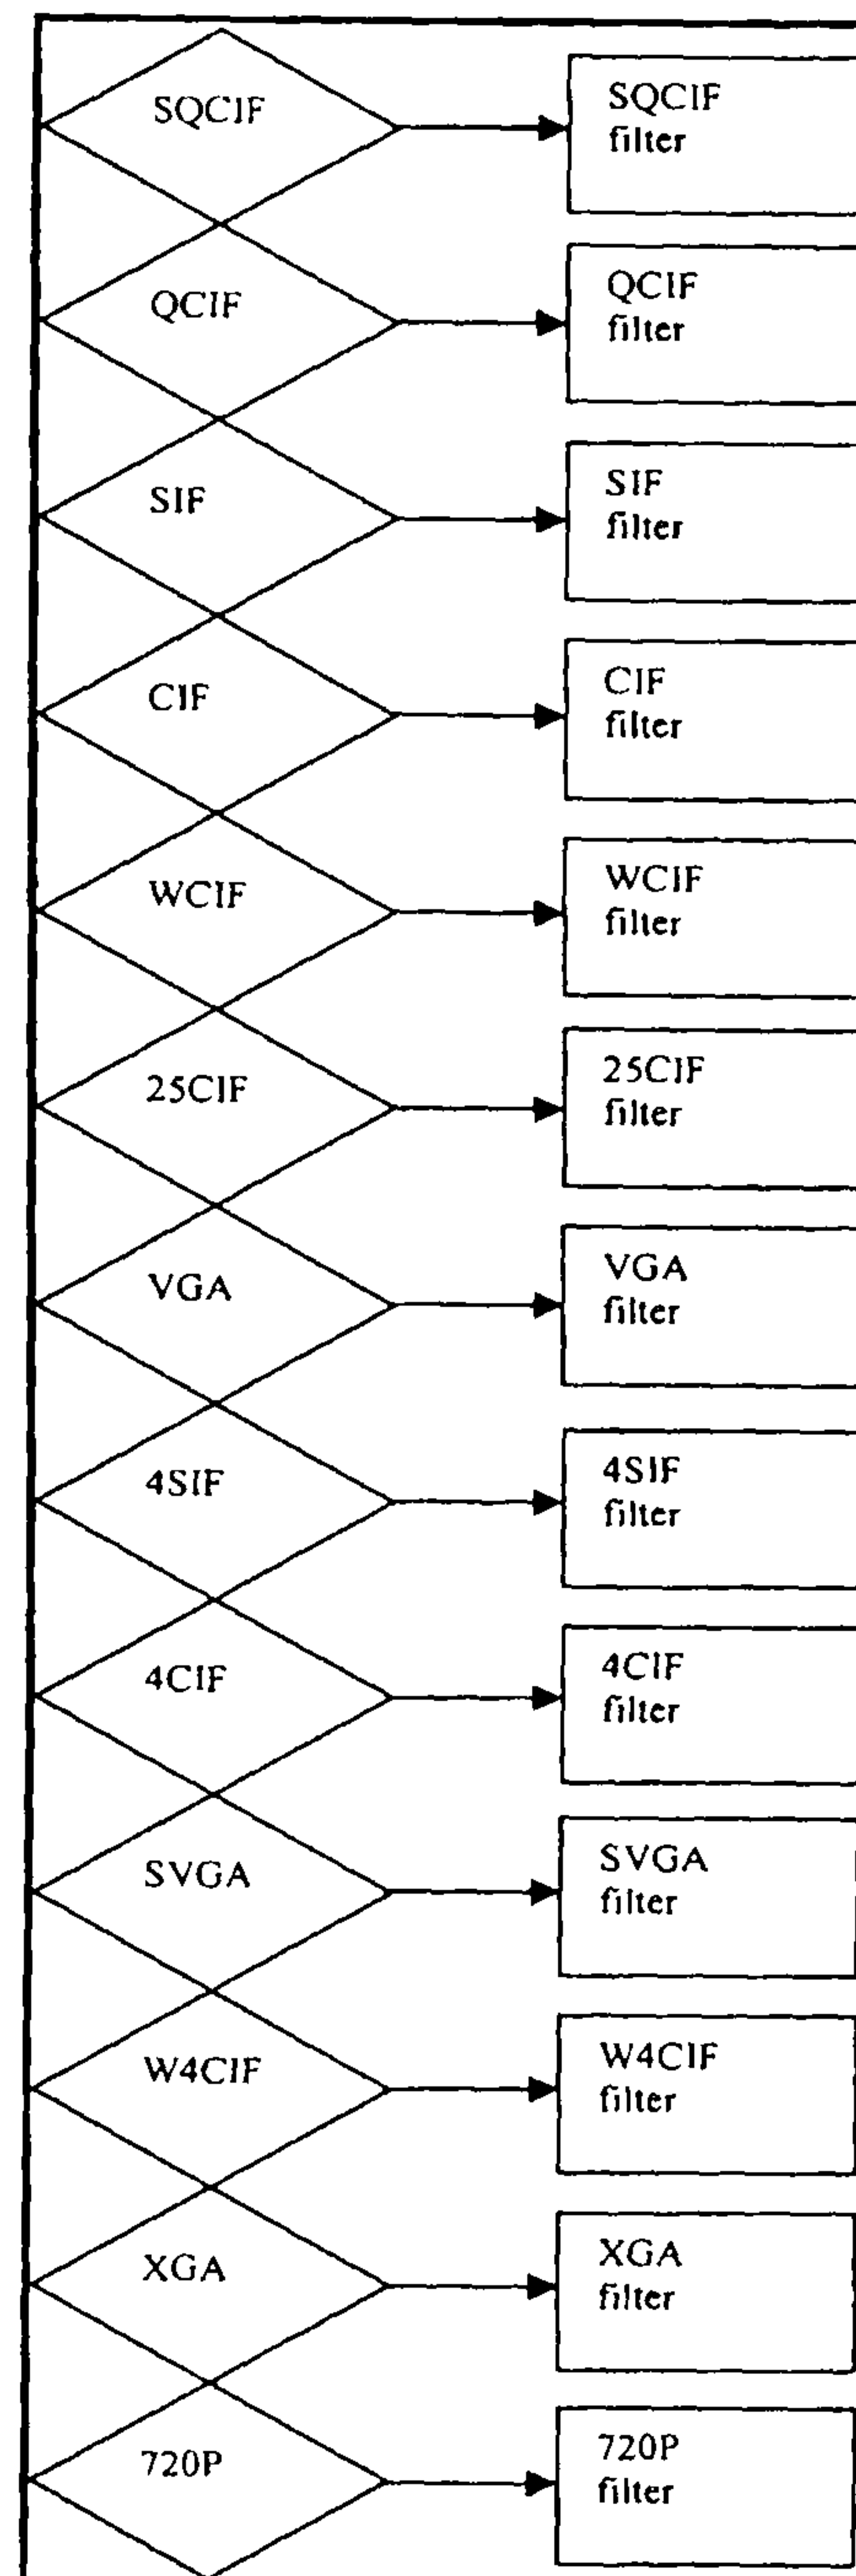 SQCIF
SQCIF
filter
QCIF
QCIF
filter
SIF
SIF
filter
CIF
CIF
filter
WCIF
WCIF
filter
25CIF
25CIF
filter
VGA
VGA
filter
4SIF
4SIF
filter
4CIF
4CIF
filter
SVGA
SVGA
filter
W4CIF
W4CIF
filter
XGA
XGA
filter
720P
720P
filter